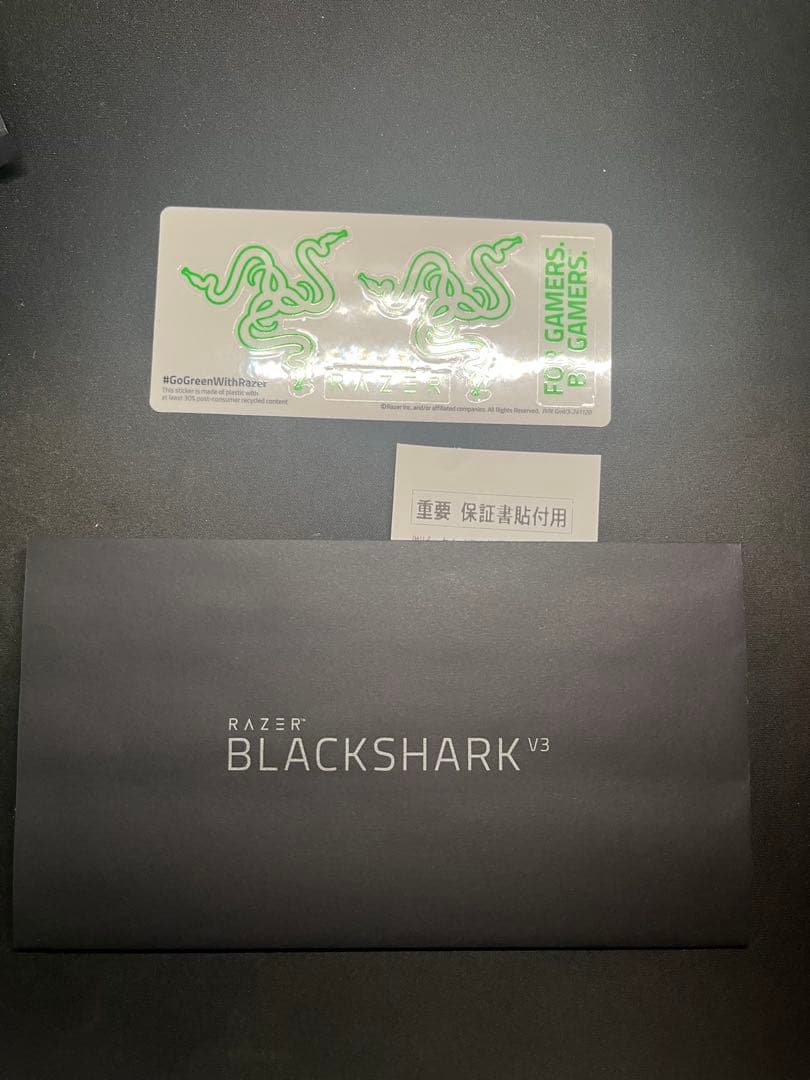 FOR GAMERS.
BY GAMERS.
RAZER
#GoGreenWithRazer
This sticker is made of plastic with
at least 30% post-consumer recycled content
©Razer Inc. and/or affiliated companies. All Rights Reserved.
重要 保証書貼付用
RAZER™
BLACKSHARK V3